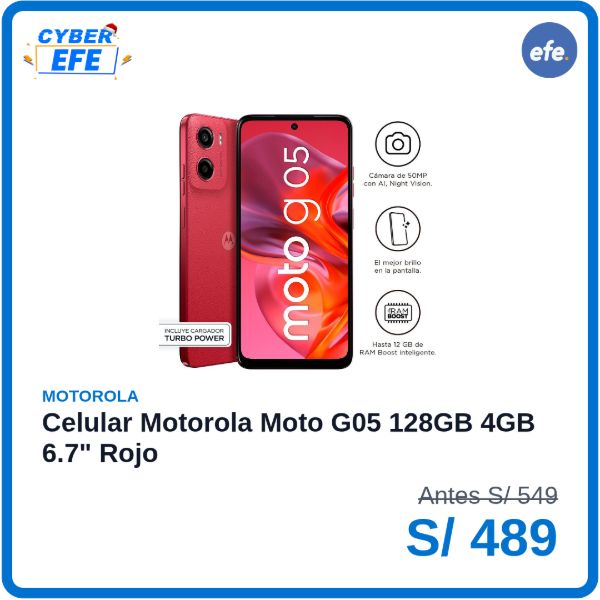 CYBER
EFE
efe.
moto g 05
Cámara de 50MP
con AI, Night Vision.
El mejor brillo
en la pantalla.
RAM
BOOST
Hasta 12 GB de
RAM Boost Inteligente.
INCLUYE CARGADOR
TURBO POWER
MOTOROLA
Celular Motorola Moto G05 128GB 4GB
6.7" Rojo
Antes S/ 549
S/ 489